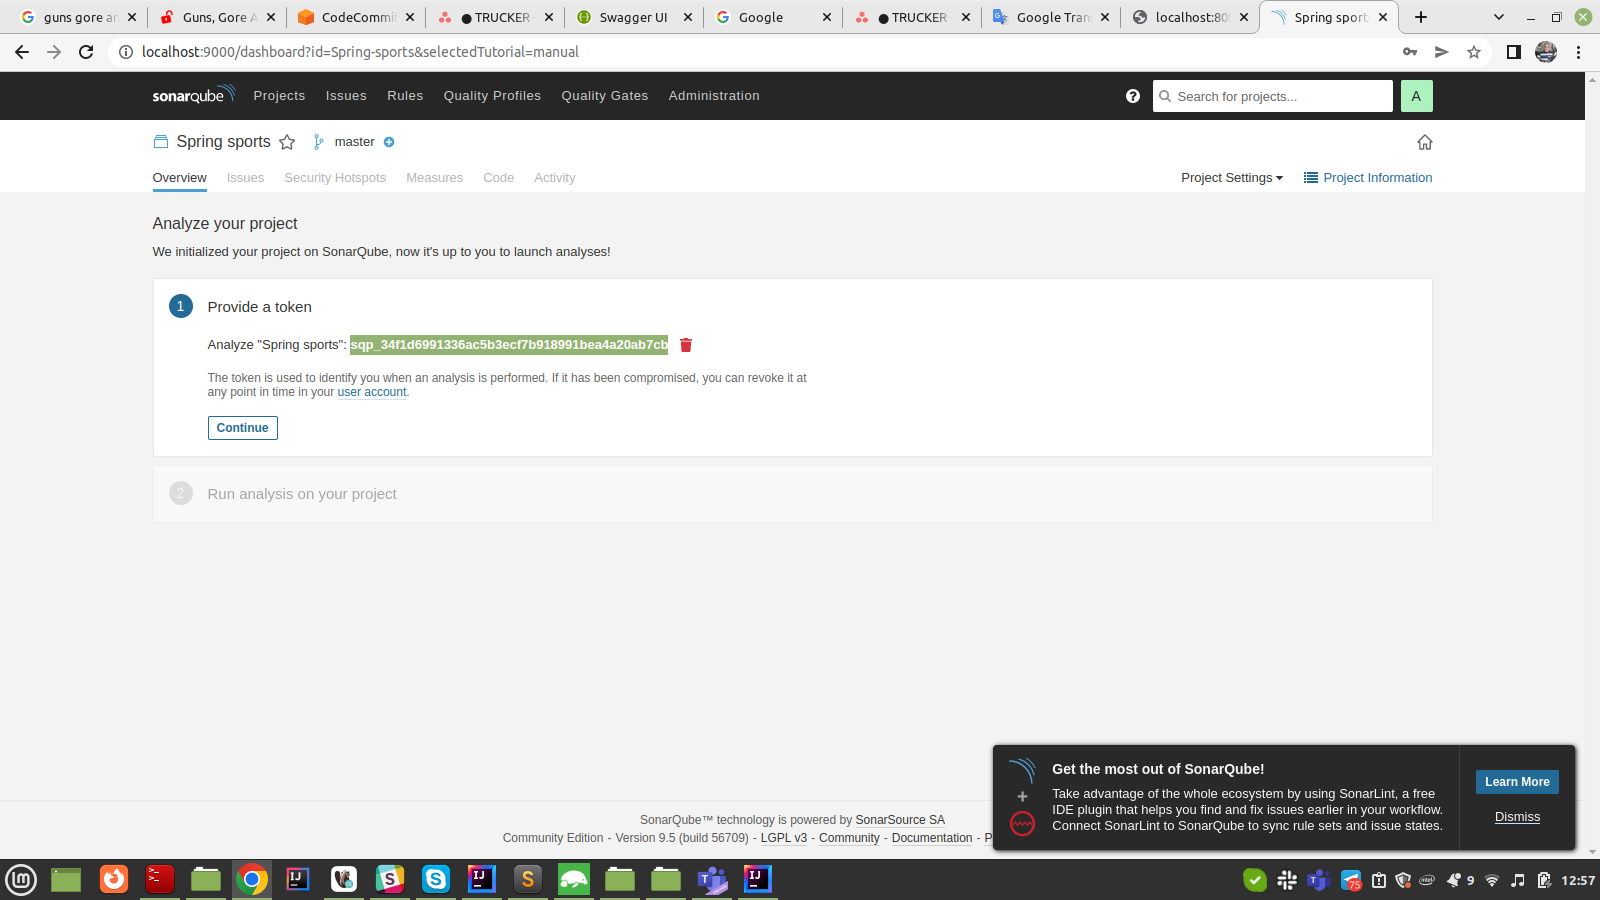 guns gore an
Guns, Gore A
CodeCommit
● TRUCKER
Swagger UI
Google
● TRUCKER
Google Tran
localhost:80
Spring sport
localhost:9000/dashboard?id=Spring-sports&selectedTutorial=manual
sonarqube Projects Issues Rules Quality Profiles Quality Gates Administration
? Search for projects... A
Spring sports master
Overview Issues Security Hotspots Measures Code Activity
Project Settings Project Information
Analyze your project
We initialized your project on SonarQube, now it's up to you to launch analyses!
1 Provide a token
Analyze "Spring sports": sqp_34f1d6991336ac5b3ecf7b918991bea4a20ab7cb
The token is used to identify you when an analysis is performed. If it has been compromised, you can revoke it at
any point in time in your user account.
Continue
2 Run analysis on your project
Get the most out of SonarQube!
Take advantage of the whole ecosystem by using SonarLint, a free
IDE plugin that helps you find and fix issues earlier in your workflow.
Connect SonarLint to SonarQube to sync rule sets and issue states.
Learn More
Dismiss
SonarQube™ technology is powered by SonarSource SA
Community Edition - Version 9.5 (build 56709) - LGPL v3 - Community - Documentation - P
IJ
S
IJ
S
T
IJ
T
75
intel
9
12:57